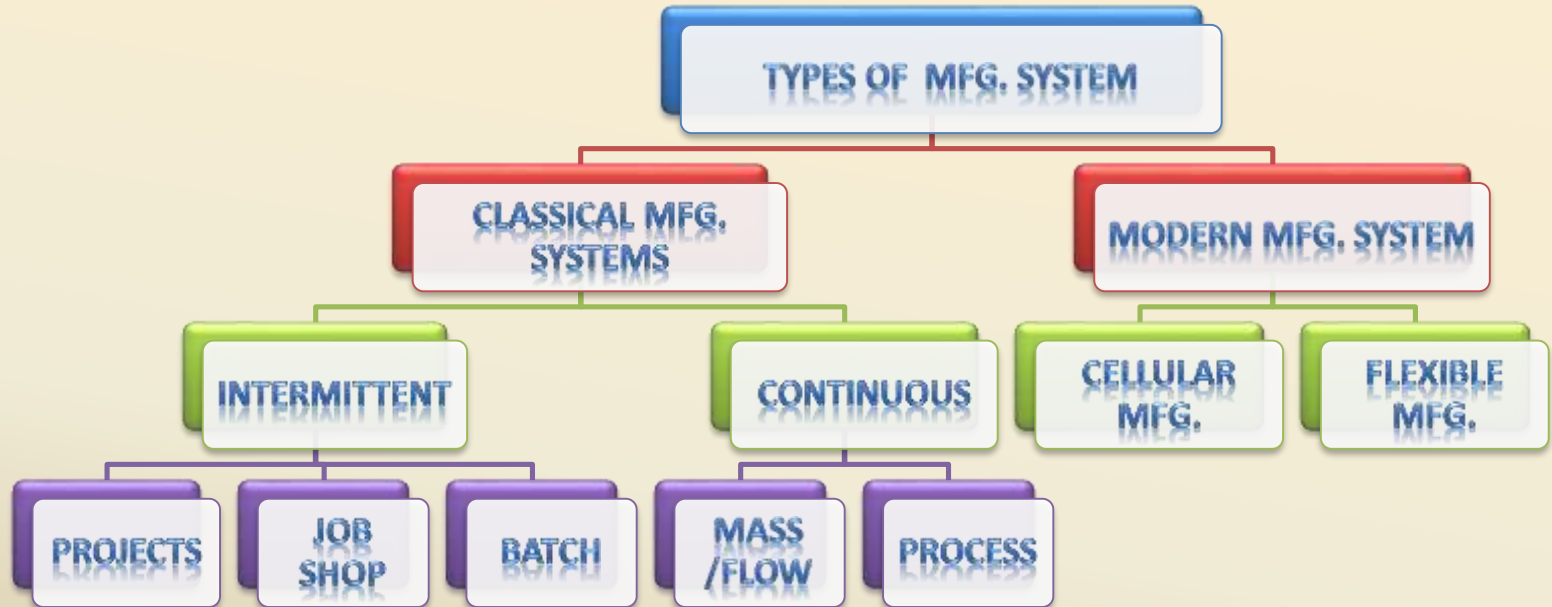 TYPES OF MFG. SYSTEM
CLASSICAL MFG.
SYSTEMS
MODERN MFG. SYSTEM
INTERMITTENT
CONTINUOUS
CELLULAR
MFG.
FLEXIBLE
MFG.
PROJECTS
JOB
SHOP
BATCH
MASS
/FLOW
PROCESS